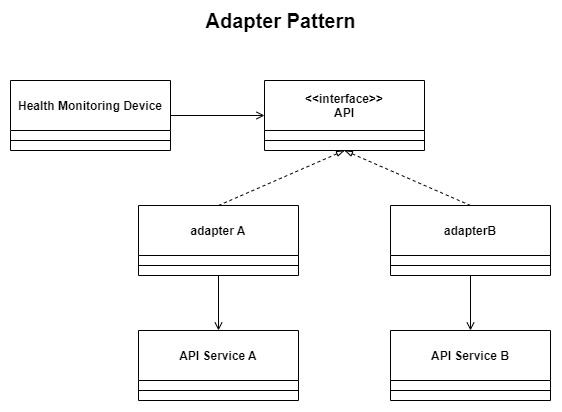 Adapter Pattern
Health Monitoring Device
<<interface>>
API
adapter A
adapterB
API Service A
API Service B